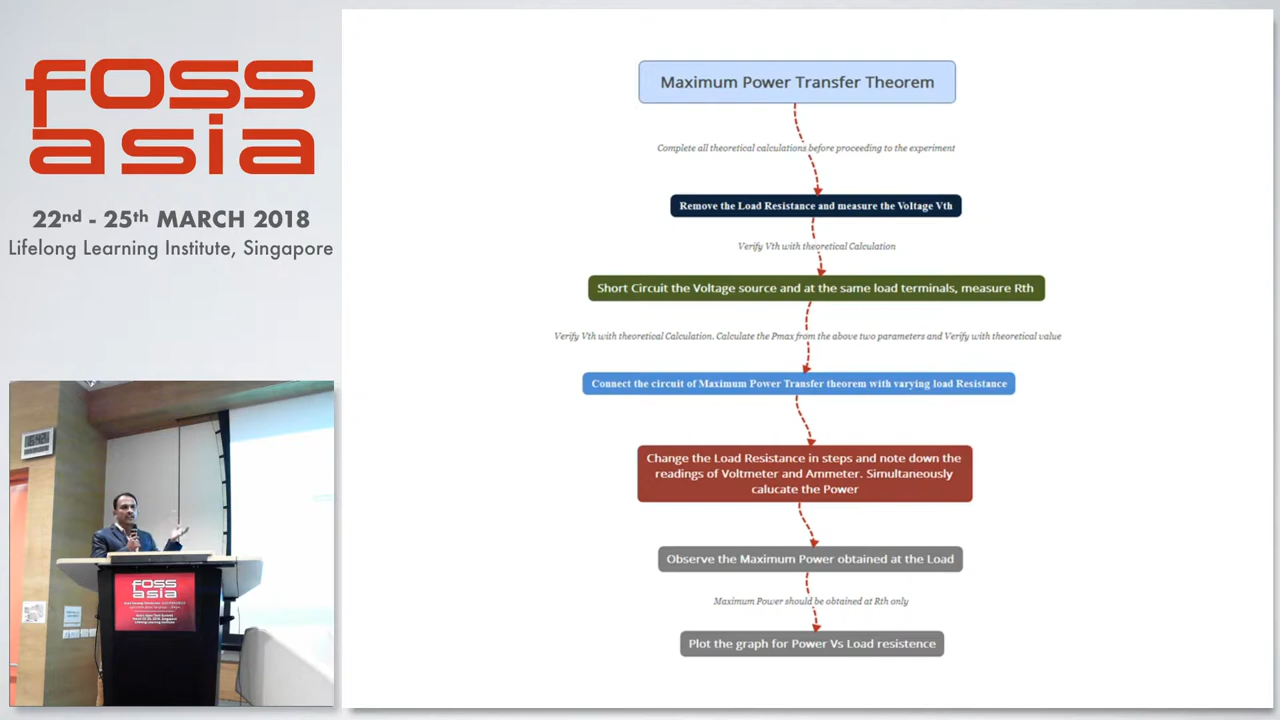 foss
asia
22nd - 25th MARCH 2018
Lifelong Learning Institute, Singapore
Maximum Power Transfer Theorem
Complete all theoretical calculations before proceeding to the experiment
Remove the Load Resistance and measure the Voltage Vth
Verify Vth with theoretical Calculation
Short Circuit the Voltage source and at the same load terminals, measure Rth
Verify Vth with theoretical Calculation. Calculate the Pmax from the above two parameters and Verify with theoretical value
Connect the circuit of Maximum Power Transfer theorem with varying load Resistance
Change the Load Resistance in steps and note down the
readings of Voltmeter and Ammeter. Simultaneously
calucate the Power
Observe the Maximum Power obtained at the Load
Maximum Power should be obtained at Rth only
Plot the graph for Power Vs Load resistence
foss
asia